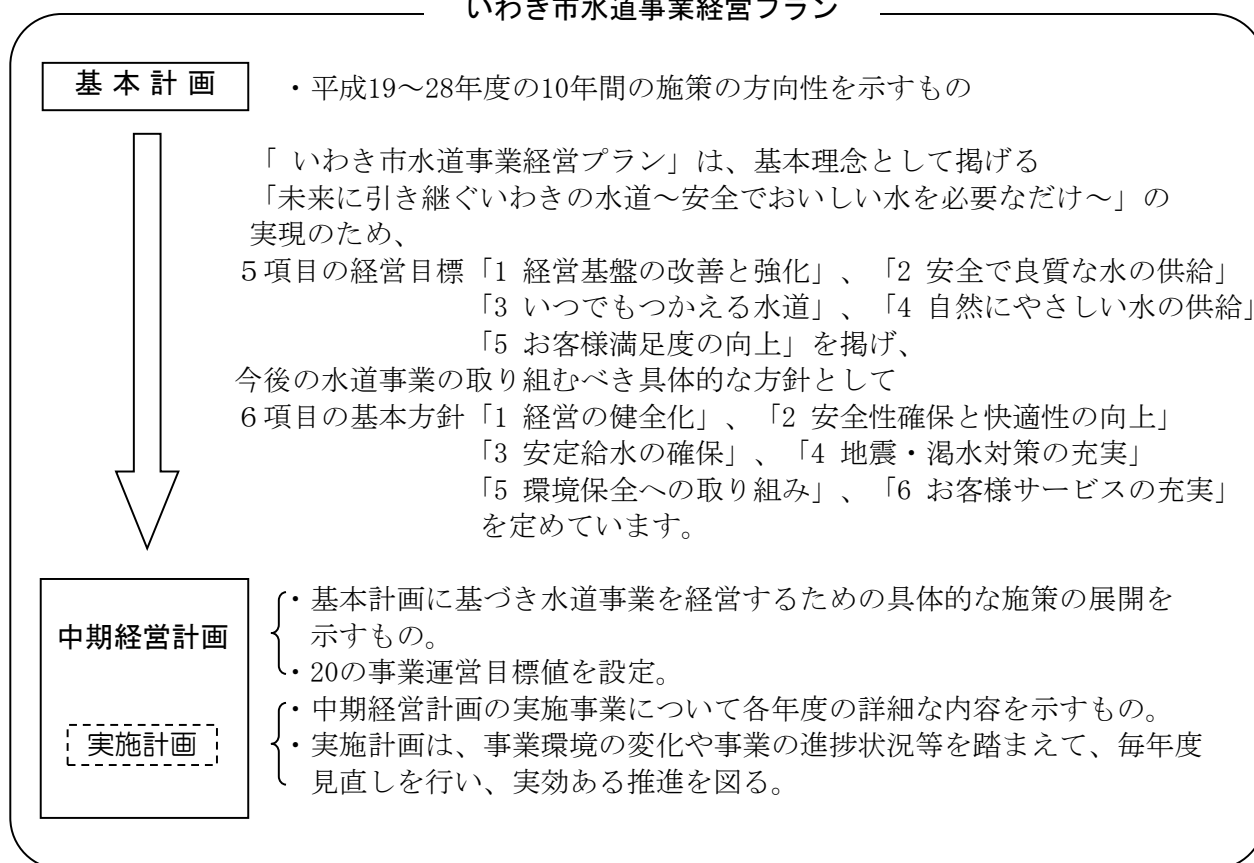 いわき市水道事業経営プラン
基本計画
・平成19～28年度の10年間の施策の方向性を示すもの
「 いわき市水道事業経営プラン」は、基本理念として掲げる
「未来に引き継ぐいわきの水道～安全でおいしい水を必要なだけ～」の
実現のため、
５項目の経営目標「1 経営基盤の改善と強化」、「2 安全で良質な水の供給」
「3 いつでもつかえる水道」、「4 自然にやさしい水の供給」
「5 お客様満足度の向上」を掲げ、
今後の水道事業の取り組むべき具体的な方針として
６項目の基本方針「1 経営の健全化」、「2 安全性確保と快適性の向上」
「3 安定給水の確保」、「4 地震・渇水対策の充実」
「5 環境保全への取り組み」、「6 お客様サービスの充実」
を定めています。
中期経営計画
・基本計画に基づき水道事業を経営するための具体的な施策の展開を
示すもの。
・20の事業運営目標値を設定。
実施計画
・中期経営計画の実施事業について各年度の詳細な内容を示すもの。
・実施計画は、事業環境の変化や事業の進捗状況等を踏まえて、毎年度
見直しを行い、実効ある推進を図る。